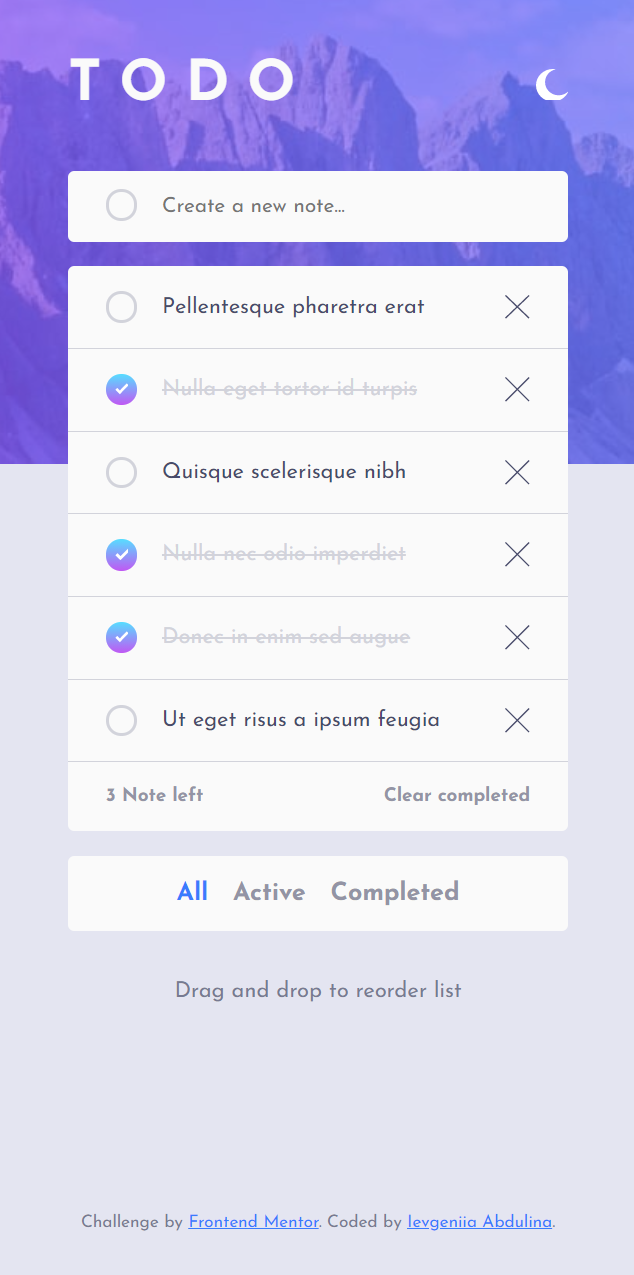 TODO
Create a new note...
Pellentesque pharetra erat
Nulla eget tortor id turpis
Quisque scelerisque nibh
Nulla nec odio imperdiet
Donec in enim sed augue
Ut eget risus a ipsum feugia
3 Note left Clear completed
All Active Completed
Drag and drop to reorder list
Challenge by Frontend Mentor. Coded by Ievgeniia Abdulina.